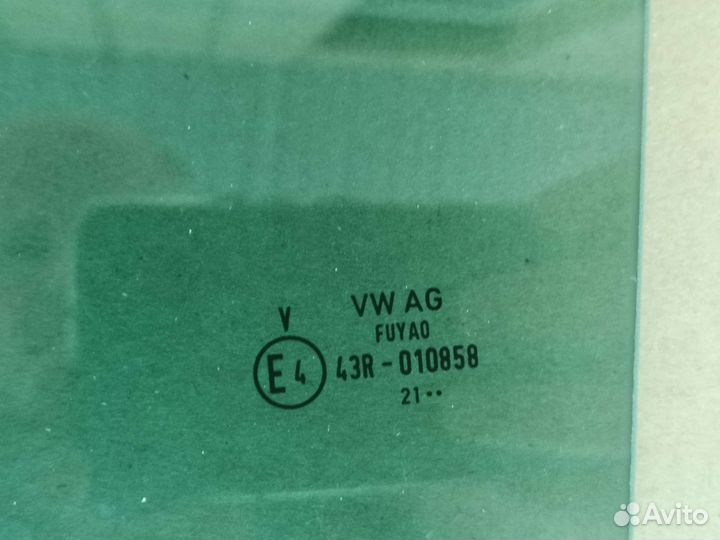 V
VW AG
FUYAO
E4 43R-010858
21··
Avito